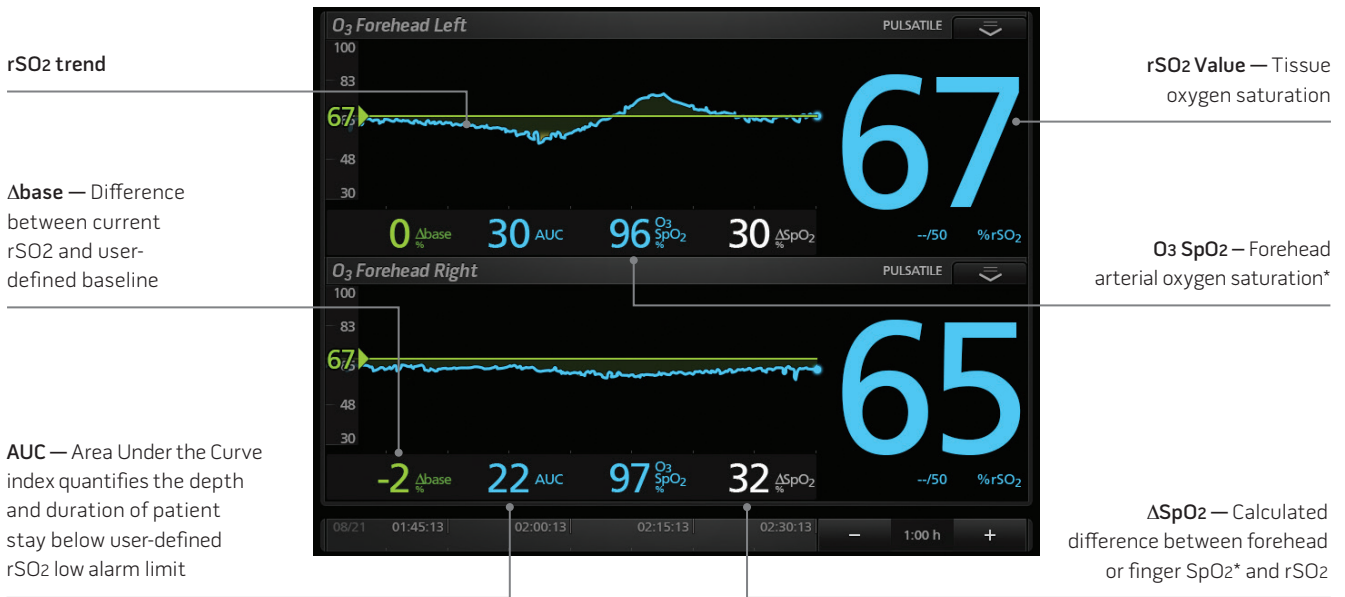 rSO2 trend
Δbase — Difference
between current
rSO2 and user-
defined baseline
AUC — Area Under the Curve
index quantifies the depth
and duration of patient
stay below user-defined
rSO2 low alarm limit
O3 Forehead Left
PULSATILE
100
83
67
48
30
67
0 Δbase %
30 AUC
96 O3 SpO2 %
30 ΔSpO2 %
--/50 %rSO2
O3 Forehead Right
PULSATILE
100
83
67
48
30
65
-2 Δbase %
22 AUC
97 O3 SpO2 %
32 ΔSpO2 %
--/50 %rSO2
08/21 01:45:13 02:00:13 02:15:13 02:30:13 – 1:00 h +
rSO2 Value — Tissue
oxygen saturation
O3 SpO2 – Forehead
arterial oxygen saturation*
ΔSpO2 — Calculated
difference between forehead
or finger SpO2* and rSO2